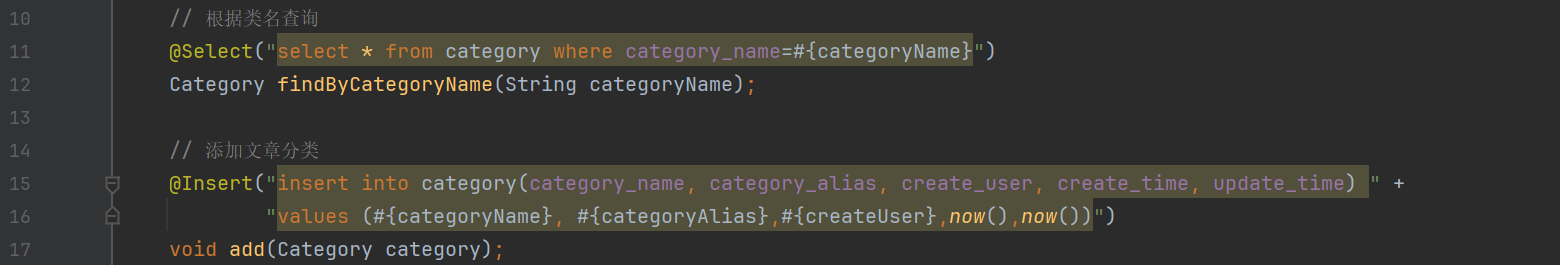 10 // 根据类名查询
11 @Select("select * from category where category_name=#{categoryName}")
12 Category findByCategoryName(String categoryName);
13
14 // 添加文章分类
15 @Insert("insert into category(category_name, category_alias, create_user, create_time, update_time) " +
16 "values (#{categoryName}, #{categoryAlias},#{createUser},now(),now())")
17 void add(Category category);